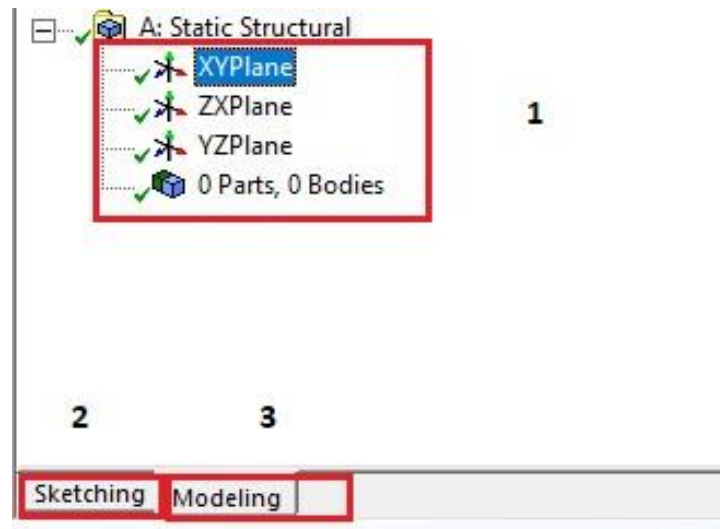 A: Static Structural
XYPlane
ZXPlane
1
YZPlane
0 Parts, 0 Bodies
2
3
Sketching
Modeling